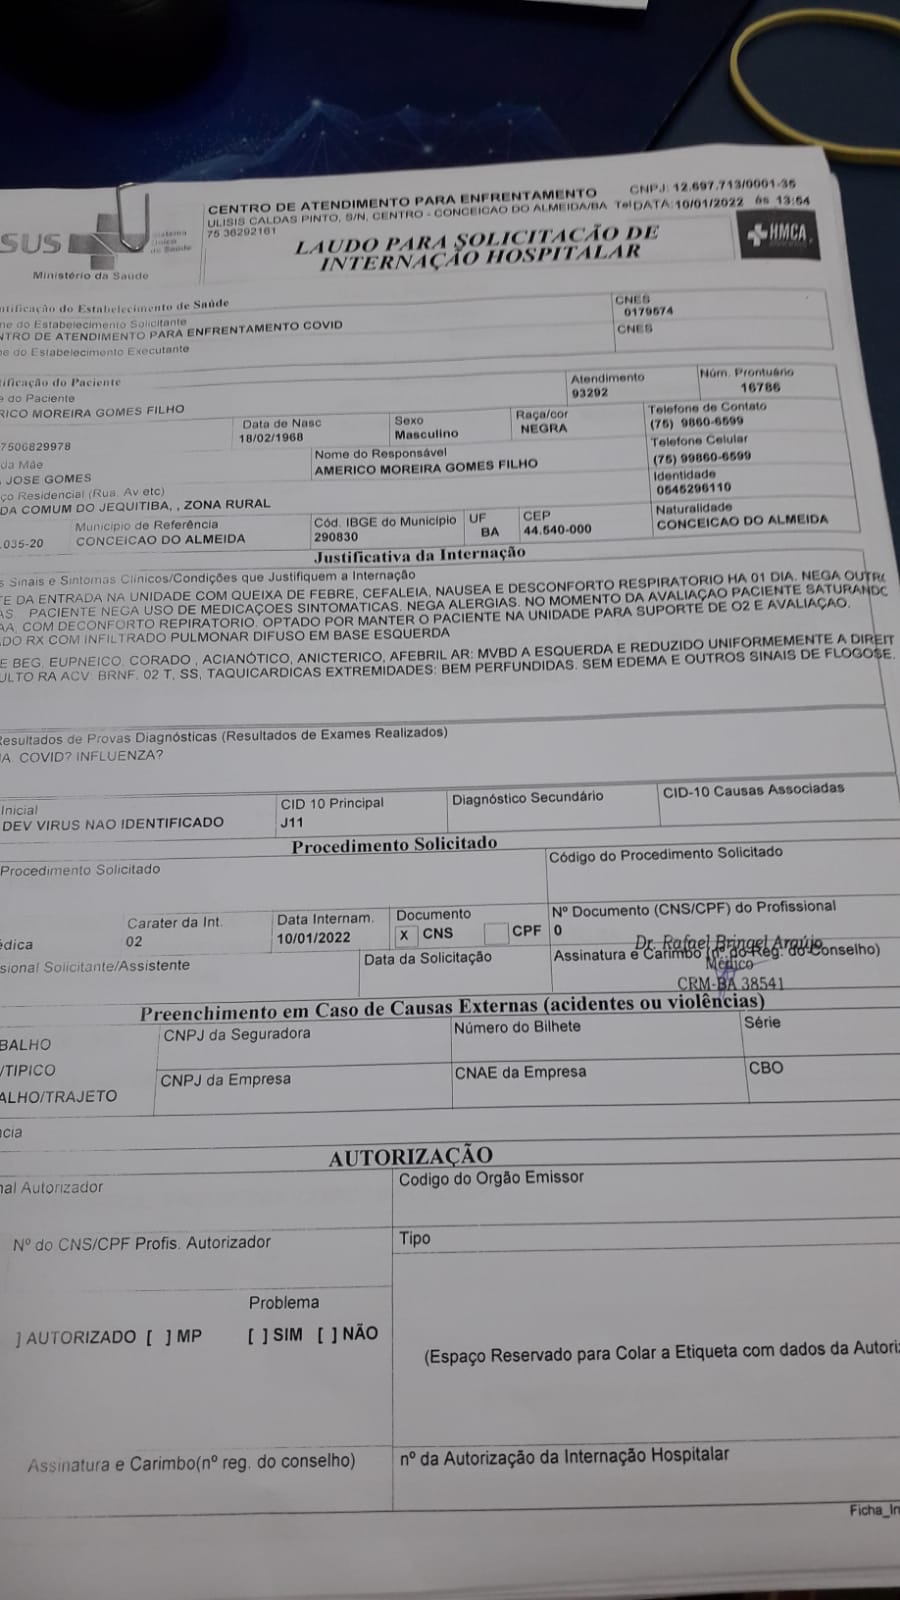 CENTRO DE ATENDIMENTO PARA ENFRENTAMENTO CNPJ: 12.697.713/0001-35
ULISIS CALDAS PINTO, S/N, CENTRO - CONCEICAO DO ALMEIDA/BA Tel DATA: 10/01/2022 às 13:54
75 36292161
SUS
Sistema Único de Saúde
Ministério da Saúde
LAUDO PARA SOLICITACÃO DE
INTERNAÇÃO HOSPITALAR
HMCA
ntificação do Estabelecimento de Saúde
me do Estabelecimento Solicitante
NTRO DE ATENDIMENTO PARA ENFRENTAMENTO COVID
CNES
0179574
e do Estabelecimento Executante
CNES
tificação do Paciente
e do Paciente
RICO MOREIRA GOMES FILHO
Atendimento
93292
Núm. Prontuário
16786
7506829978
Data de Nasc
18/02/1968
Sexo
Masculino
Raça/cor
NEGRA
Telefone de Contato
(75) 9860-6599
da Mãe
JOSE GOMES
Nome do Responsável
AMERICO MOREIRA GOMES FILHO
Telefone Celular
(75) 99860-6599
ço Residencial (Rua, Av etc)
DA COMUM DO JEQUITIBA, , ZONA RURAL
Identidade
0545296110
.035-20
Município de Referência
CONCEICAO DO ALMEIDA
Cód. IBGE do Município
290830
UF
BA
CEP
44.540-000
Naturalidade
CONCEICAO DO ALMEIDA
Justificativa da Internação
s Sinais e Sintomas Clínicos/Condições que Justifiquem a Internação
TE DA ENTRADA NA UNIDADE COM QUEIXA DE FEBRE, CEFALEIA, NAUSEA E DESCONFORTO RESPIRATORIO HA 01 DIA. NEGA OUTRC
AS PACIENTE NEGA USO DE MEDICAÇOES SINTOMATICAS. NEGA ALERGIAS. NO MOMENTO DA AVALIAÇAO PACIENTE SATURANDC
AA, COM DECONFORTO REPIRATORIO. OPTADO POR MANTER O PACIENTE NA UNIDADE PARA SUPORTE DE O2 E AVALIAÇAO.
ADO RX COM INFILTRADO PULMONAR DIFUSO EM BASE ESQUERDA
E BEG, EUPNEICO, CORADO , ACIANÓTICO, ANICTERICO, AFEBRIL AR: MVBD A ESQUERDA E REDUZIDO UNIFORMEMENTE A DIREIT
ULTO RA ACV: BRNF, 02 T, SS, TAQUICARDICAS EXTREMIDADES: BEM PERFUNDIDAS. SEM EDEMA E OUTROS SINAIS DE FLOGOSE.
Resultados de Provas Diagnósticas (Resultados de Exames Realizados)
IA. COVID? INFLUENZA?
Inicial
DEV VIRUS NAO IDENTIFICADO
CID 10 Principal
J11
Diagnóstico Secundário
CID-10 Causas Associadas
Procedimento Solicitado
Procedimento Solicitado
Código do Procedimento Solicitado
édica
Carater da Int.
02
Data Internam.
10/01/2022
Documento
X CNS CPF
Nº Documento (CNS/CPF) do Profissional
0
sional Solicitante/Assistente
Data da Solicitação
Assinatura e Carimbo (nº do Reg. do Conselho)
Dr. Rafael Bringel Araújo
Médico
CRM-BA 38541
Preenchimento em Caso de Causas Externas (acidentes ou violências)
BALHO
CNPJ da Seguradora
Número do Bilhete
Série
/TIPICO
ALHO/TRAJETO
CNPJ da Empresa
CNAE da Empresa
CBO
ncia
AUTORIZAÇÃO
nal Autorizador
Codigo do Orgão Emissor
Nº do CNS/CPF Profis. Autorizador
Tipo
Problema
] AUTORIZADO [ ] MP [ ] SIM [ ] NÃO
(Espaço Reservado para Colar a Etiqueta com dados da Autoriz
Assinatura e Carimbo(nº reg. do conselho)
nº da Autorização da Internação Hospitalar
Ficha_In